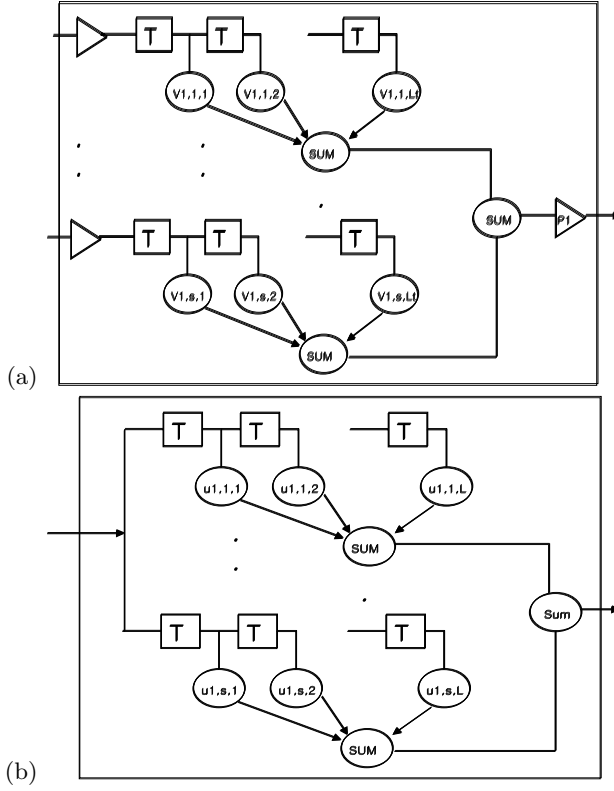 T T T
V1,1,1 V1,1,2 V1,1,Lt
SUM
SUM P1
T T T
V1,s,1 V1,s,2 V1,s,Lt
SUM
(a)
T T T
u1,1,1 u1,1,2 u1,1,L
SUM
Sum
T T T
u1,s,1 u1,s,2 u1,s,L
SUM
(b)